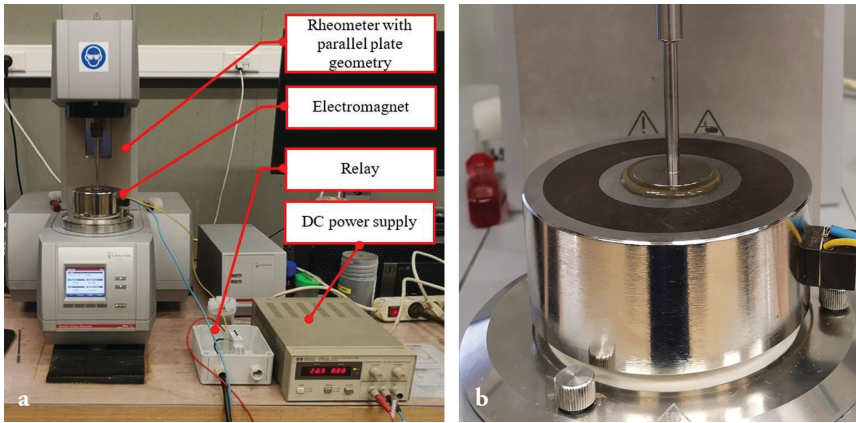 Rheometer with
parallel plate
geometry
Electromagnet
Relay
DC power supply
a
b